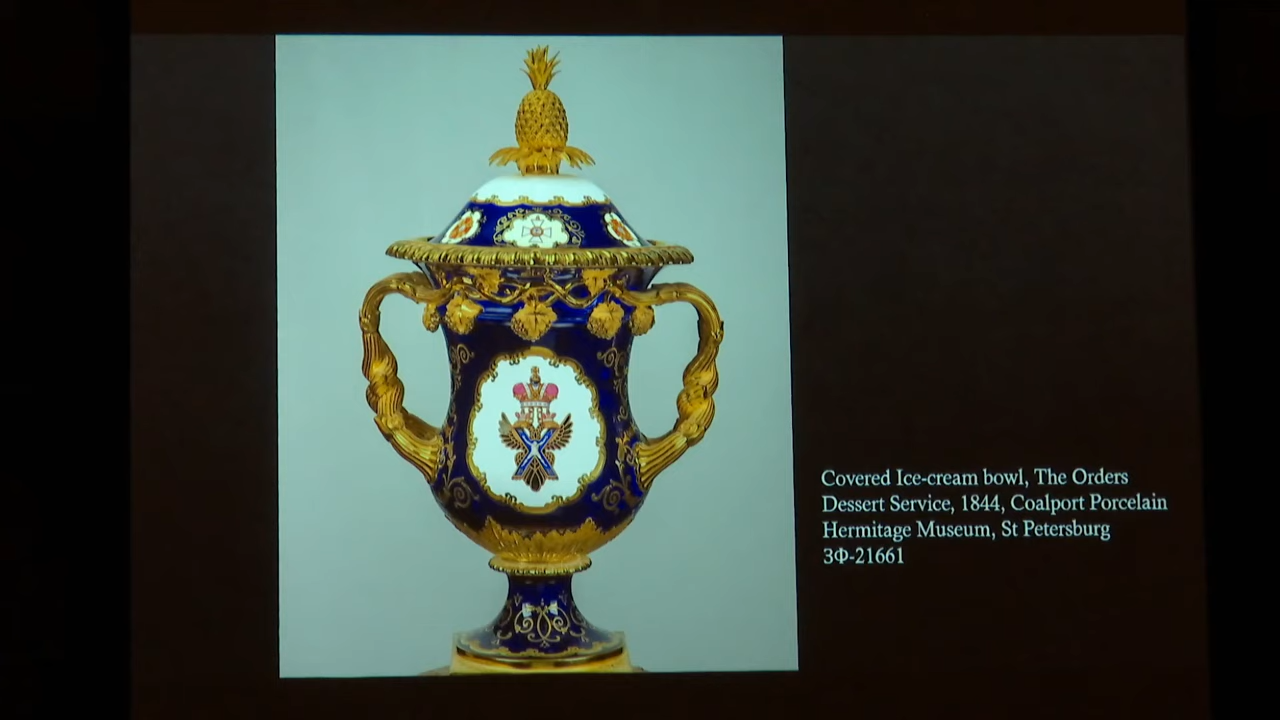 Covered Ice-cream bowl, The Orders
Dessert Service, 1844, Coalport Porcelain
Hermitage Museum, St Petersburg
ЗФ-21661